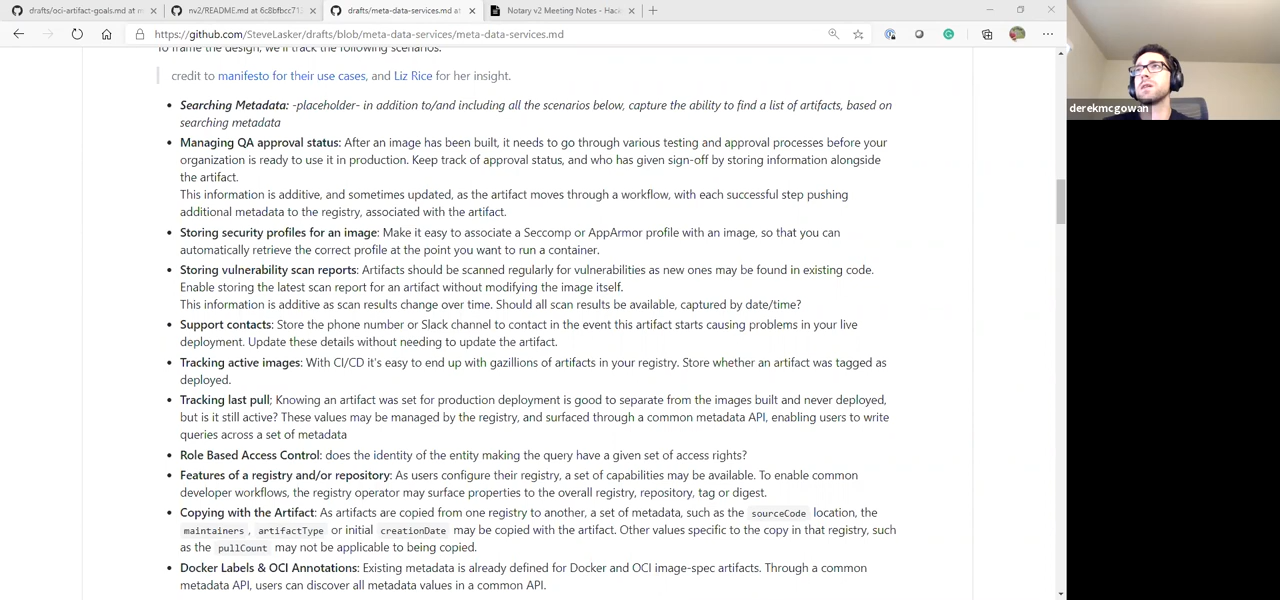 drafts/oci-artifact-goals.md at m
nv2/README.md at 6c8bfbcc712
drafts/meta-data-services.md at
Notary v2 Meeting Notes - Hac
https://github.com/SteveLasker/drafts/blob/meta-data-services/meta-data-services.md
To frame the design, we'll track the following scenarios:
credit to manifesto for their use cases, and Liz Rice for her insight.
Searching Metadata: -placeholder- in addition to/end including all the scenarios below, capture the ability to find a list of artifacts, based on
searching metadata
Managing QA approval status: After an image has been built, it needs to go through various testing and approval processes before your
organization is ready to use it in production. Keep track of approval status, and who has given sign-off by storing information alongside
the artifact.
This information is additive, and sometimes updated, as the artifact moves through a workflow, with each successful step pushing
additional metadata to the registry, associated with the artifact.
Storing security profiles for an image: Make it easy to associate a Seccomp or AppArmor profile with an image, so that you can
automatically retrieve the correct profile at the point you want to run a container.
Storing vulnerability scan reports: Artifacts should be scanned regularly for vulnerabilities as new ones may be found in existing code.
Enable storing the latest scan report for an artifact without modifying the image itself.
This information is additive as scan results change over time. Should all scan results be available, captured by date/time?
Support contacts: Store the phone number or Slack channel to contact in the event this artifact starts causing problems in your live
deployment. Update these details without needing to update the artifact.
Tracking active images: With CI/CD it's easy to end up with gazillions of artifacts in your registry. Store whether an artifact was tagged as
deployed.
Tracking last pull; Knowing an artifact was set for production deployment is good to separate from the images built and never deployed,
but is it still active? These values may be managed by the registry, and surfaced through a common metadata API, enabling users to write
queries across a set of metadata
Role Based Access Control: does the identity of the entity making the query have a given set of access rights?
Features of a registry and/or repository: As users configure their registry, a set of capabilities may be available. To enable common
developer workflows, the registry operator may surface properties to the overall registry, repository, tag or digest.
Copying with the Artifact: As artifacts are copied from one registry to another, a set of metadata, such as the sourceCode location, the
maintainers, artifactType or initial creationDate may be copied with the artifact. Other values specific to the copy in that registry, such
as the pullCount may not be applicable to being copied.
Docker Labels & OCI Annotations: Existing metadata is already defined for Docker and OCI image-spec artifacts. Through a common
metadata API, users can discover all metadata values in a common API.
derekmcgowan